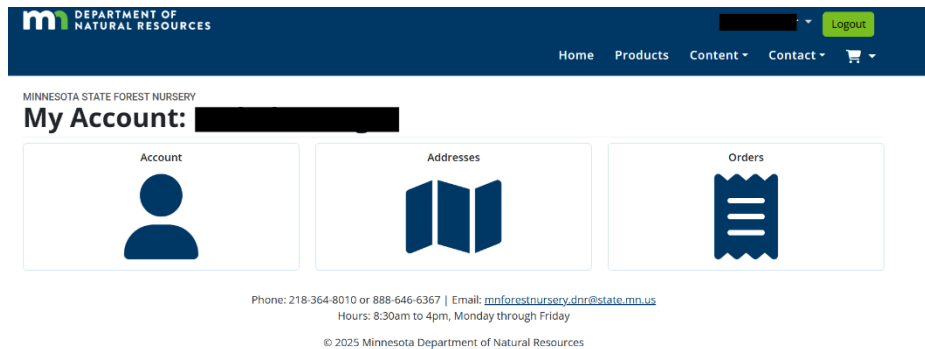 DEPARTMENT OF
NATURAL RESOURCES
Logout
Home Products Content Contact
MINNESOTA STATE FOREST NURSERY
My Account:
Account Addresses Orders
Phone: 218-364-8010 or 888-646-6367 | Email: mnforestnursery.dnr@state.mn.us
Hours: 8:30am to 4pm, Monday through Friday
© 2025 Minnesota Department of Natural Resources